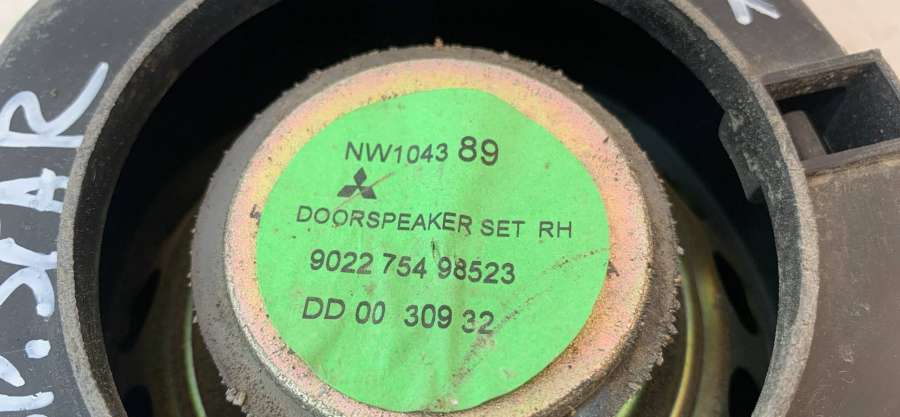 NW1043 89
DOORSPEAKER SET RH
9022 754 98523
DD 00 309 32